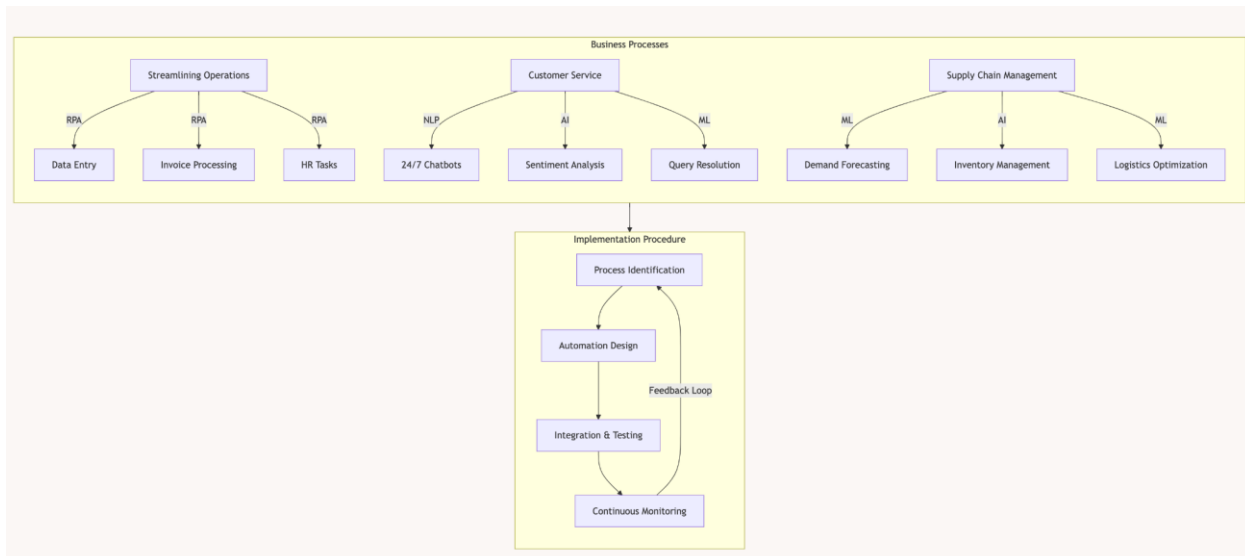 Business Processes
Streamlining Operations
Customer Service
Supply Chain Management
RPA
RPA
RPA
NLP
AI
ML
ML
AI
ML
Data Entry
Invoice Processing
HR Tasks
24/7 Chatbots
Sentiment Analysis
Query Resolution
Demand Forecasting
Inventory Management
Logistics Optimization
Implementation Procedure
Process Identification
Automation Design
Feedback Loop
Integration & Testing
Continuous Monitoring